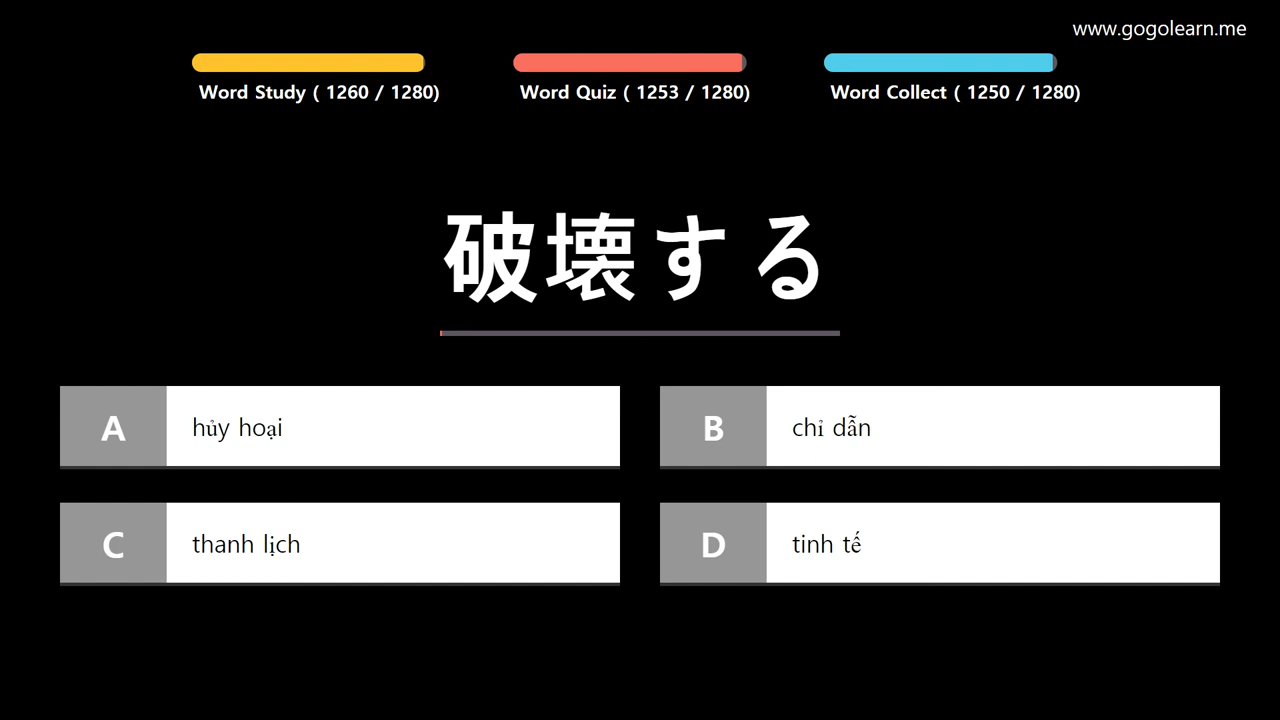 www.gogolearn.me
Word Study ( 1260 / 1280)
Word Quiz ( 1253 / 1280)
Word Collect ( 1250 / 1280)
破壊する
A hủy hoại
B chỉ dẫn
C thanh lịch
D tinh tế